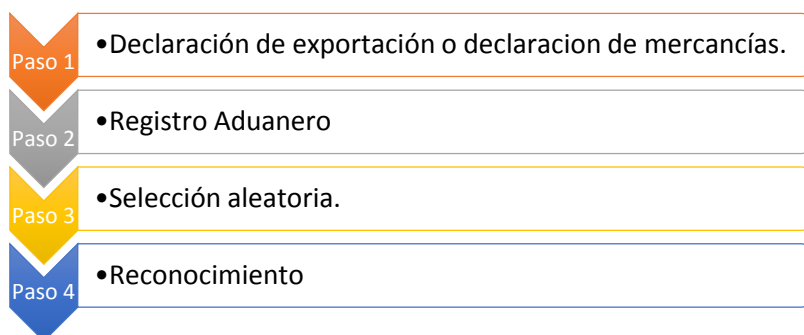 Paso 1
•Declaración de exportación o declaracion de mercancías.
Paso 2
•Registro Aduanero
Paso 3
•Selección aleatoria.
Paso 4
•Reconocimiento